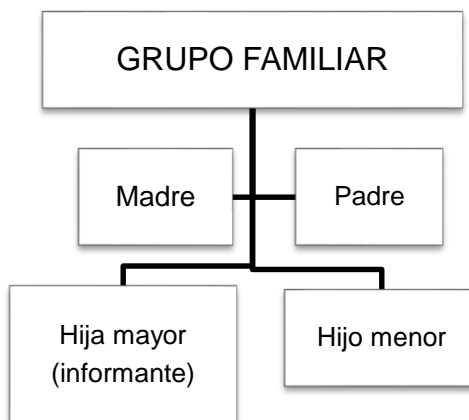 GRUPO FAMILIAR
Madre
Padre
Hija mayor
(informante)
Hijo menor